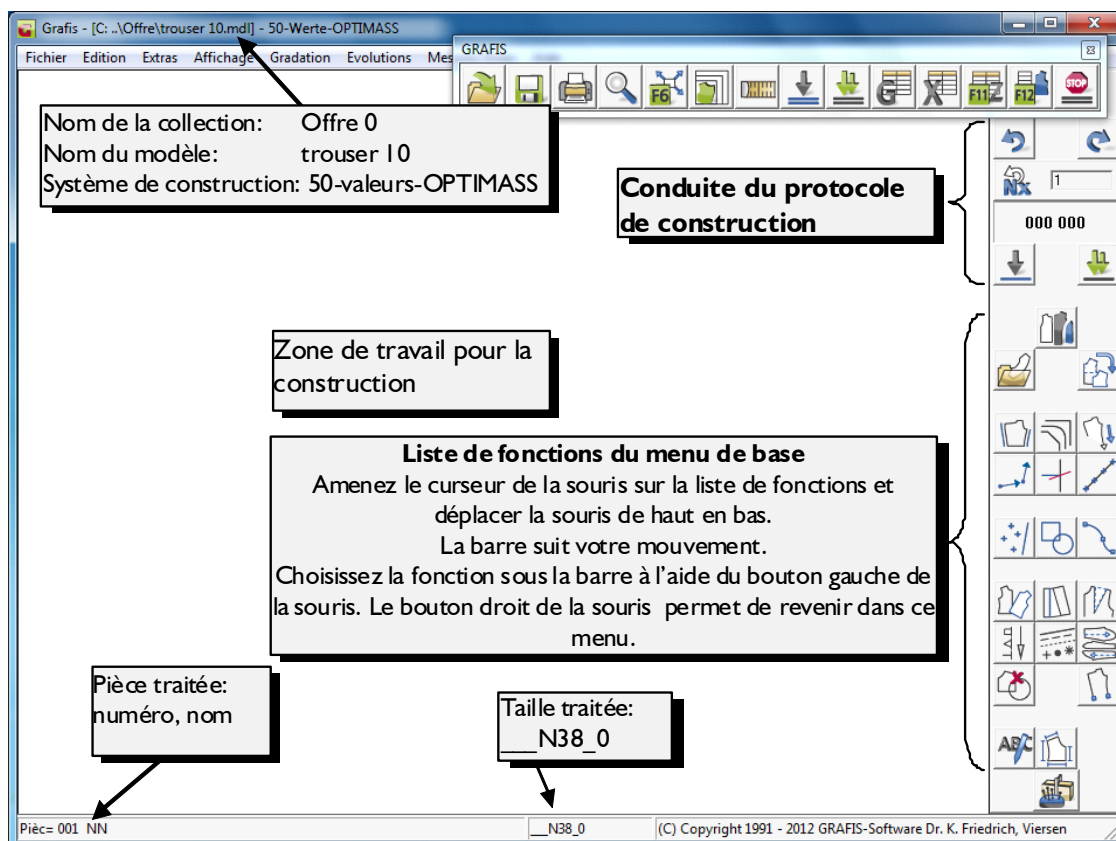 Grafis - [C: ..\Offre\trouser 10.mdl] - 50-Werte-OPTIMASS
Fichier Edition Extras Affichage Gradation Evolutions Mes
GRAFIS
F6 G X F11Z F12 STOP
Nom de la collection: Offre 0
Nom du modèle: trouser 10
Système de construction: 50-valeurs-OPTIMASS
Conduite du protocole
de construction
Nx 1
000 000
Zone de travail pour la
construction
Liste de fonctions du menu de base
Amenez le curseur de la souris sur la liste de fonctions et
déplacer la souris de haut en bas.
La barre suit votre mouvement.
Choisissez la fonction sous la barre à l’aide du bouton gauche de
la souris. Le bouton droit de la souris permet de revenir dans ce
menu.
Pièce traitée:
numéro, nom
Taille traitée:
___N38_0
ABC
Pièc= 001 NN
__N38_0
(C) Copyright 1991 - 2012 GRAFIS-Software Dr. K. Friedrich, Viersen